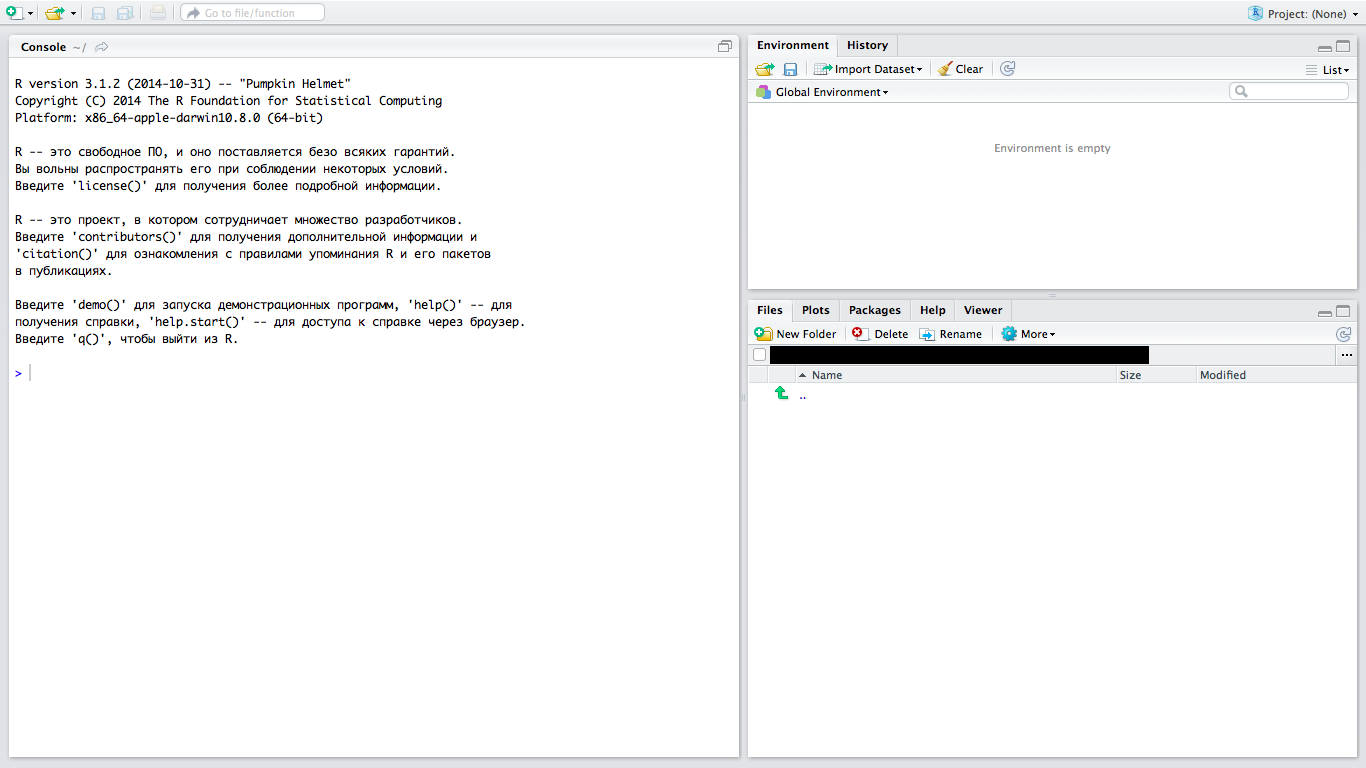 Go to file/function
Project: (None)
Console ~/
R version 3.1.2 (2014-10-31) -- "Pumpkin Helmet"
Copyright (C) 2014 The R Foundation for Statistical Computing
Platform: x86_64-apple-darwin10.8.0 (64-bit)
R -- это свободное ПО, и оно поставляется безо всяких гарантий.
Вы вольны распространять его при соблюдении некоторых условий.
Введите 'license()' для получения более подробной информации.
R -- это проект, в котором сотрудничает множество разработчиков.
Введите 'contributors()' для получения дополнительной информации и
'citation()' для ознакомления с правилами упоминания R и его пакетов
в публикациях.
Введите 'demo()' для запуска демонстрационных программ, 'help()' -- для
получения справки, 'help.start()' -- для доступа к справке через браузер.
Введите 'q()', чтобы выйти из R.
>
Environment History
Import Dataset Clear List
Global Environment
Environment is empty
Files Plots Packages Help Viewer
New Folder Delete Rename More
...
Name Size Modified
..